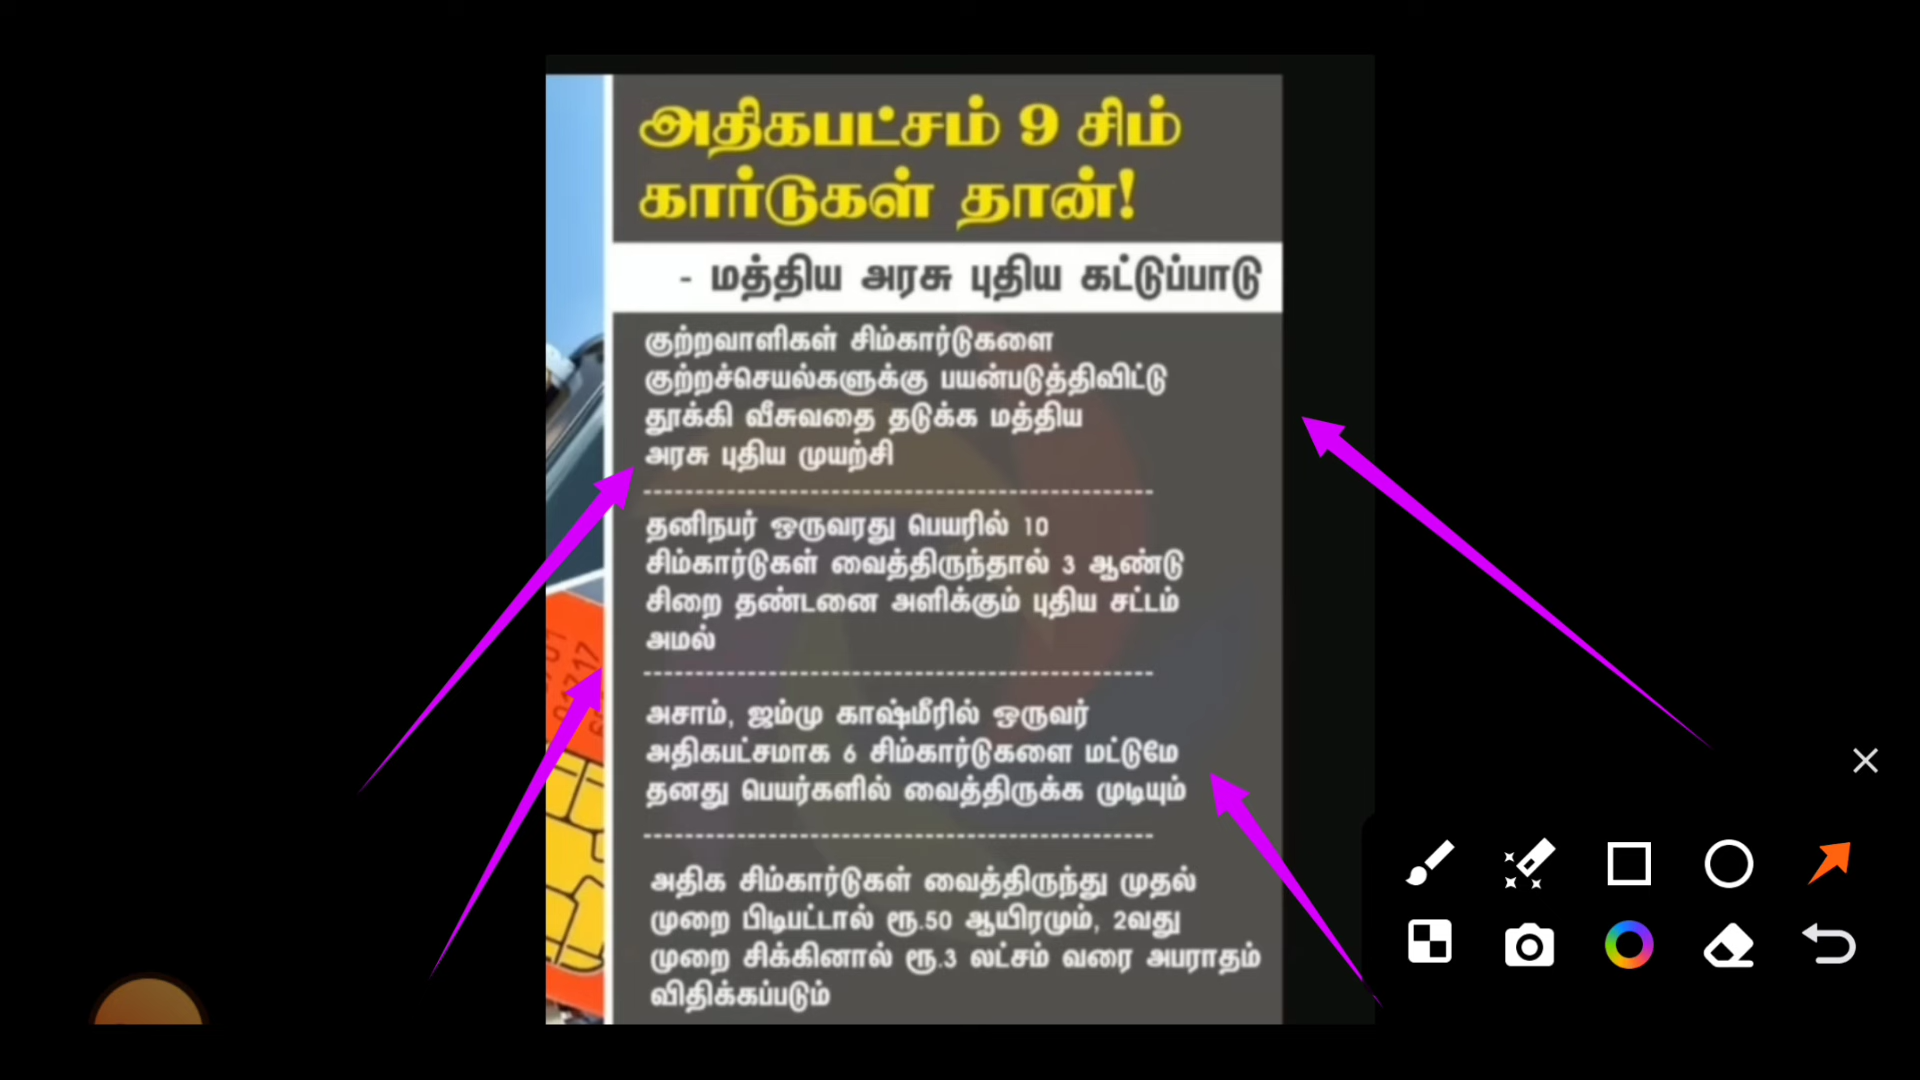 அதிகபட்சம் 9 சிம்
கார்டுகள் தான்!
- மத்திய அரசு புதிய கட்டுப்பாடு
குற்றவாளிகள் சிம்கார்டுகளை
குற்றச்செயல்களுக்கு பயன்படுத்திவிட்டு
தூக்கி வீசுவதை தடுக்க மத்திய
அரசு புதிய முயற்சி
தனிநபர் ஒருவரது பெயரில் 10
சிம்கார்டுகள் வைத்திருந்தால் 3 ஆண்டு
சிறை தண்டனை அளிக்கும் புதிய சட்டம்
அமல்
அசாம், ஜம்மு காஷ்மீரில் ஒருவர்
அதிகபட்சமாக 6 சிம்கார்டுகளை மட்டுமே
தனது பெயர்களில் வைத்திருக்க முடியும்
அதிக சிம்கார்டுகள் வைத்திருந்து முதல்
முறை பிடிபட்டால் ரூ.50 ஆயிரமும், 2வது
முறை சிக்கினால் ரூ.3 லட்சம் வரை அபராதம்
விதிக்கப்படும்